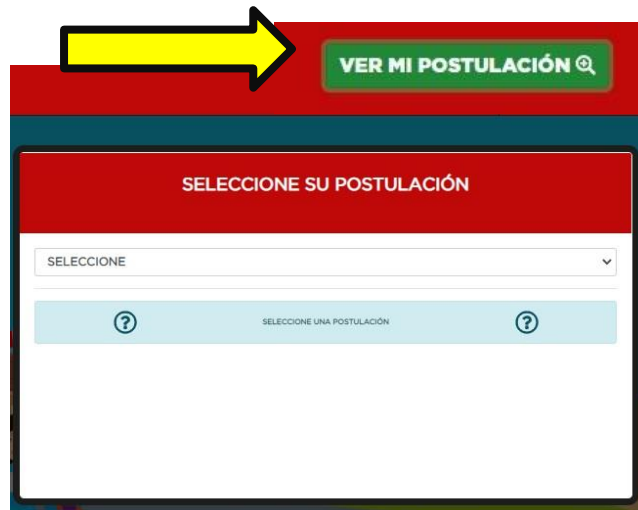 VER MI POSTULACIÓN
SELECCIONE SU POSTULACIÓN
SELECCIONE
SELECCIONE UNA POSTULACIÓN